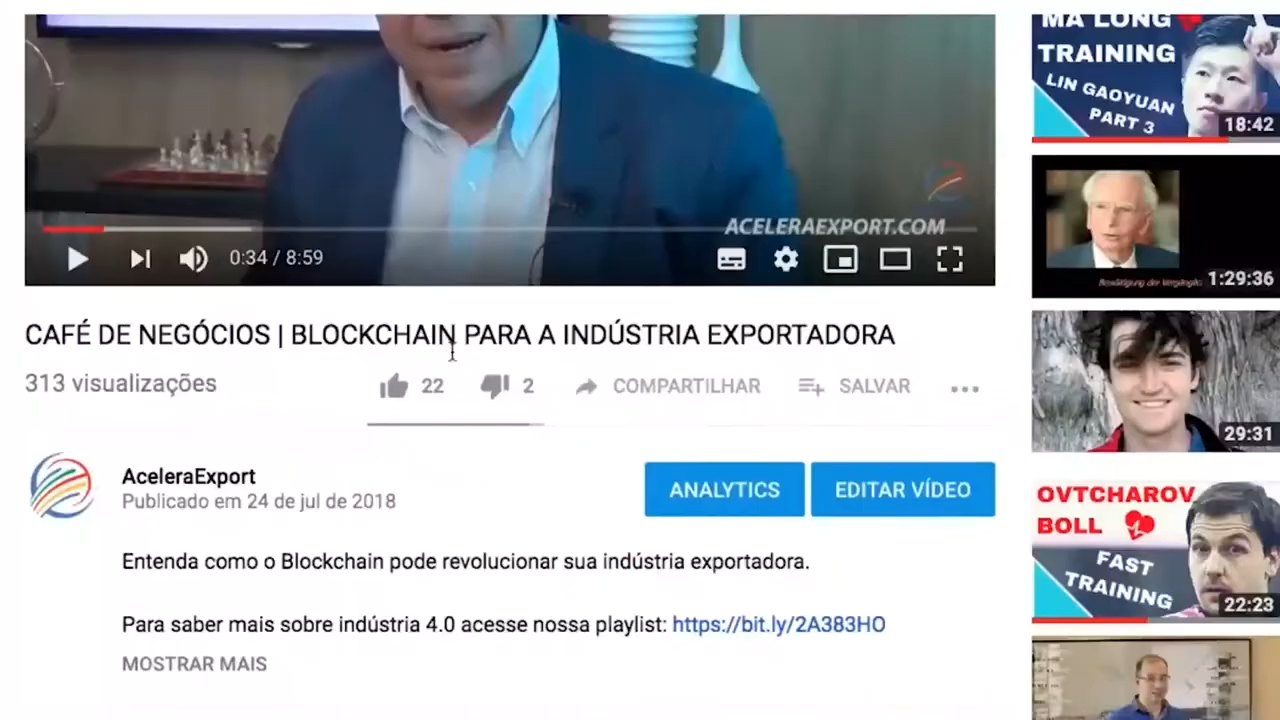 ACELERAEXPORT.COM
0:34 / 8:59
CAFÉ DE NEGÓCIOS | BLOCKCHAIN PARA A INDÚSTRIA EXPORTADORA
313 visualizações
22
2
COMPARTILHAR
SALVAR
AceleraExport
Publicado em 24 de jul de 2018
ANALYTICS
EDITAR VÍDEO
Entenda como o Blockchain pode revolucionar sua indústria exportadora.
Para saber mais sobre indústria 4.0 acesse nossa playlist: https://bit.ly/2A383HO
MOSTRAR MAIS
MA LONG
TRAINING
LIN GAOYUAN
PART 3
18:42
1:29:36
29:31
OVTCHAROV
BOLL
FAST
TRAINING
22:23